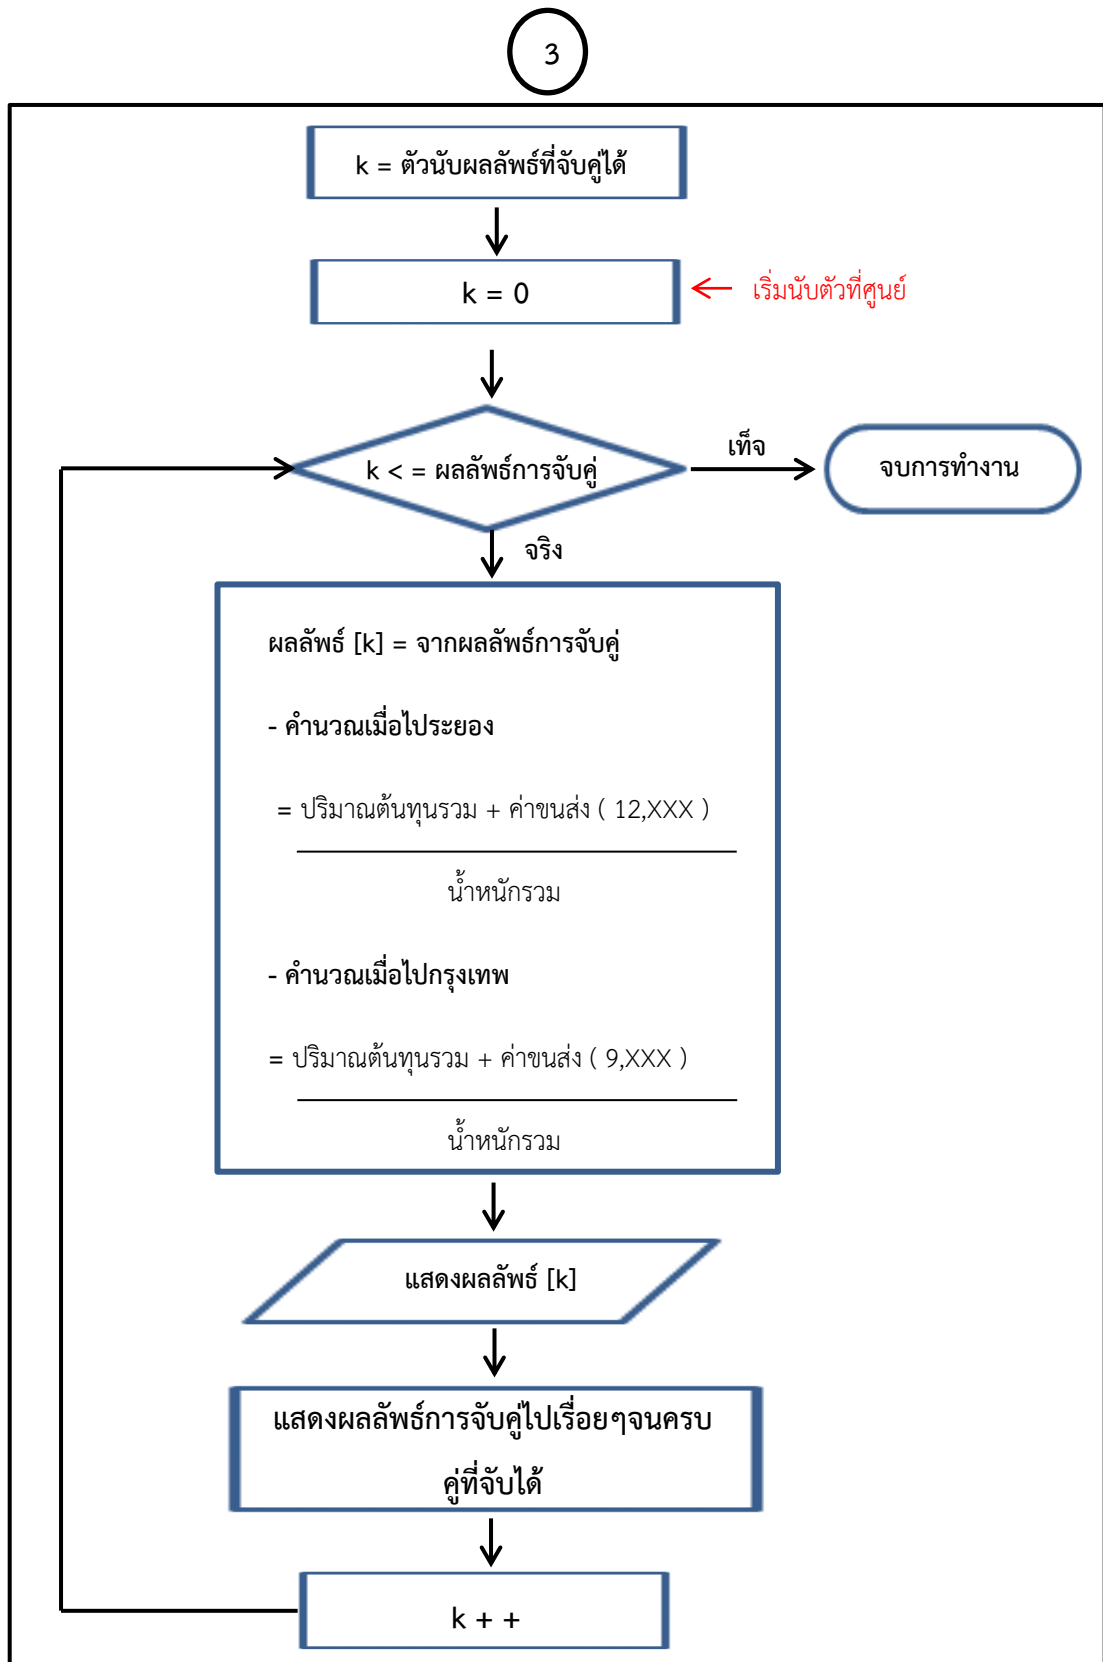 3
k = ตัวนับผลลัพธ์ที่จับคู่ได้
k = 0
เริ่มนับตัวที่ศูนย์
k < = ผลลัพธ์การจับคู่
เท็จ
จบการทำงาน
จริง
ผลลัพธ์ [k] = จากผลลัพธ์การจับคู่
- คำนวณเมื่อไประยอง
= ปริมาณต้นทุนรวม + ค่าขนส่ง ( 12,XXX )
น้ำหนักรวม
- คำนวณเมื่อไปกรุงเทพ
= ปริมาณต้นทุนรวม + ค่าขนส่ง ( 9,XXX )
น้ำหนักรวม
แสดงผลลัพธ์ [k]
แสดงผลลัพธ์การจับคู่ไปเรื่อยๆจนครบ
คู่ที่จับได้
k + +